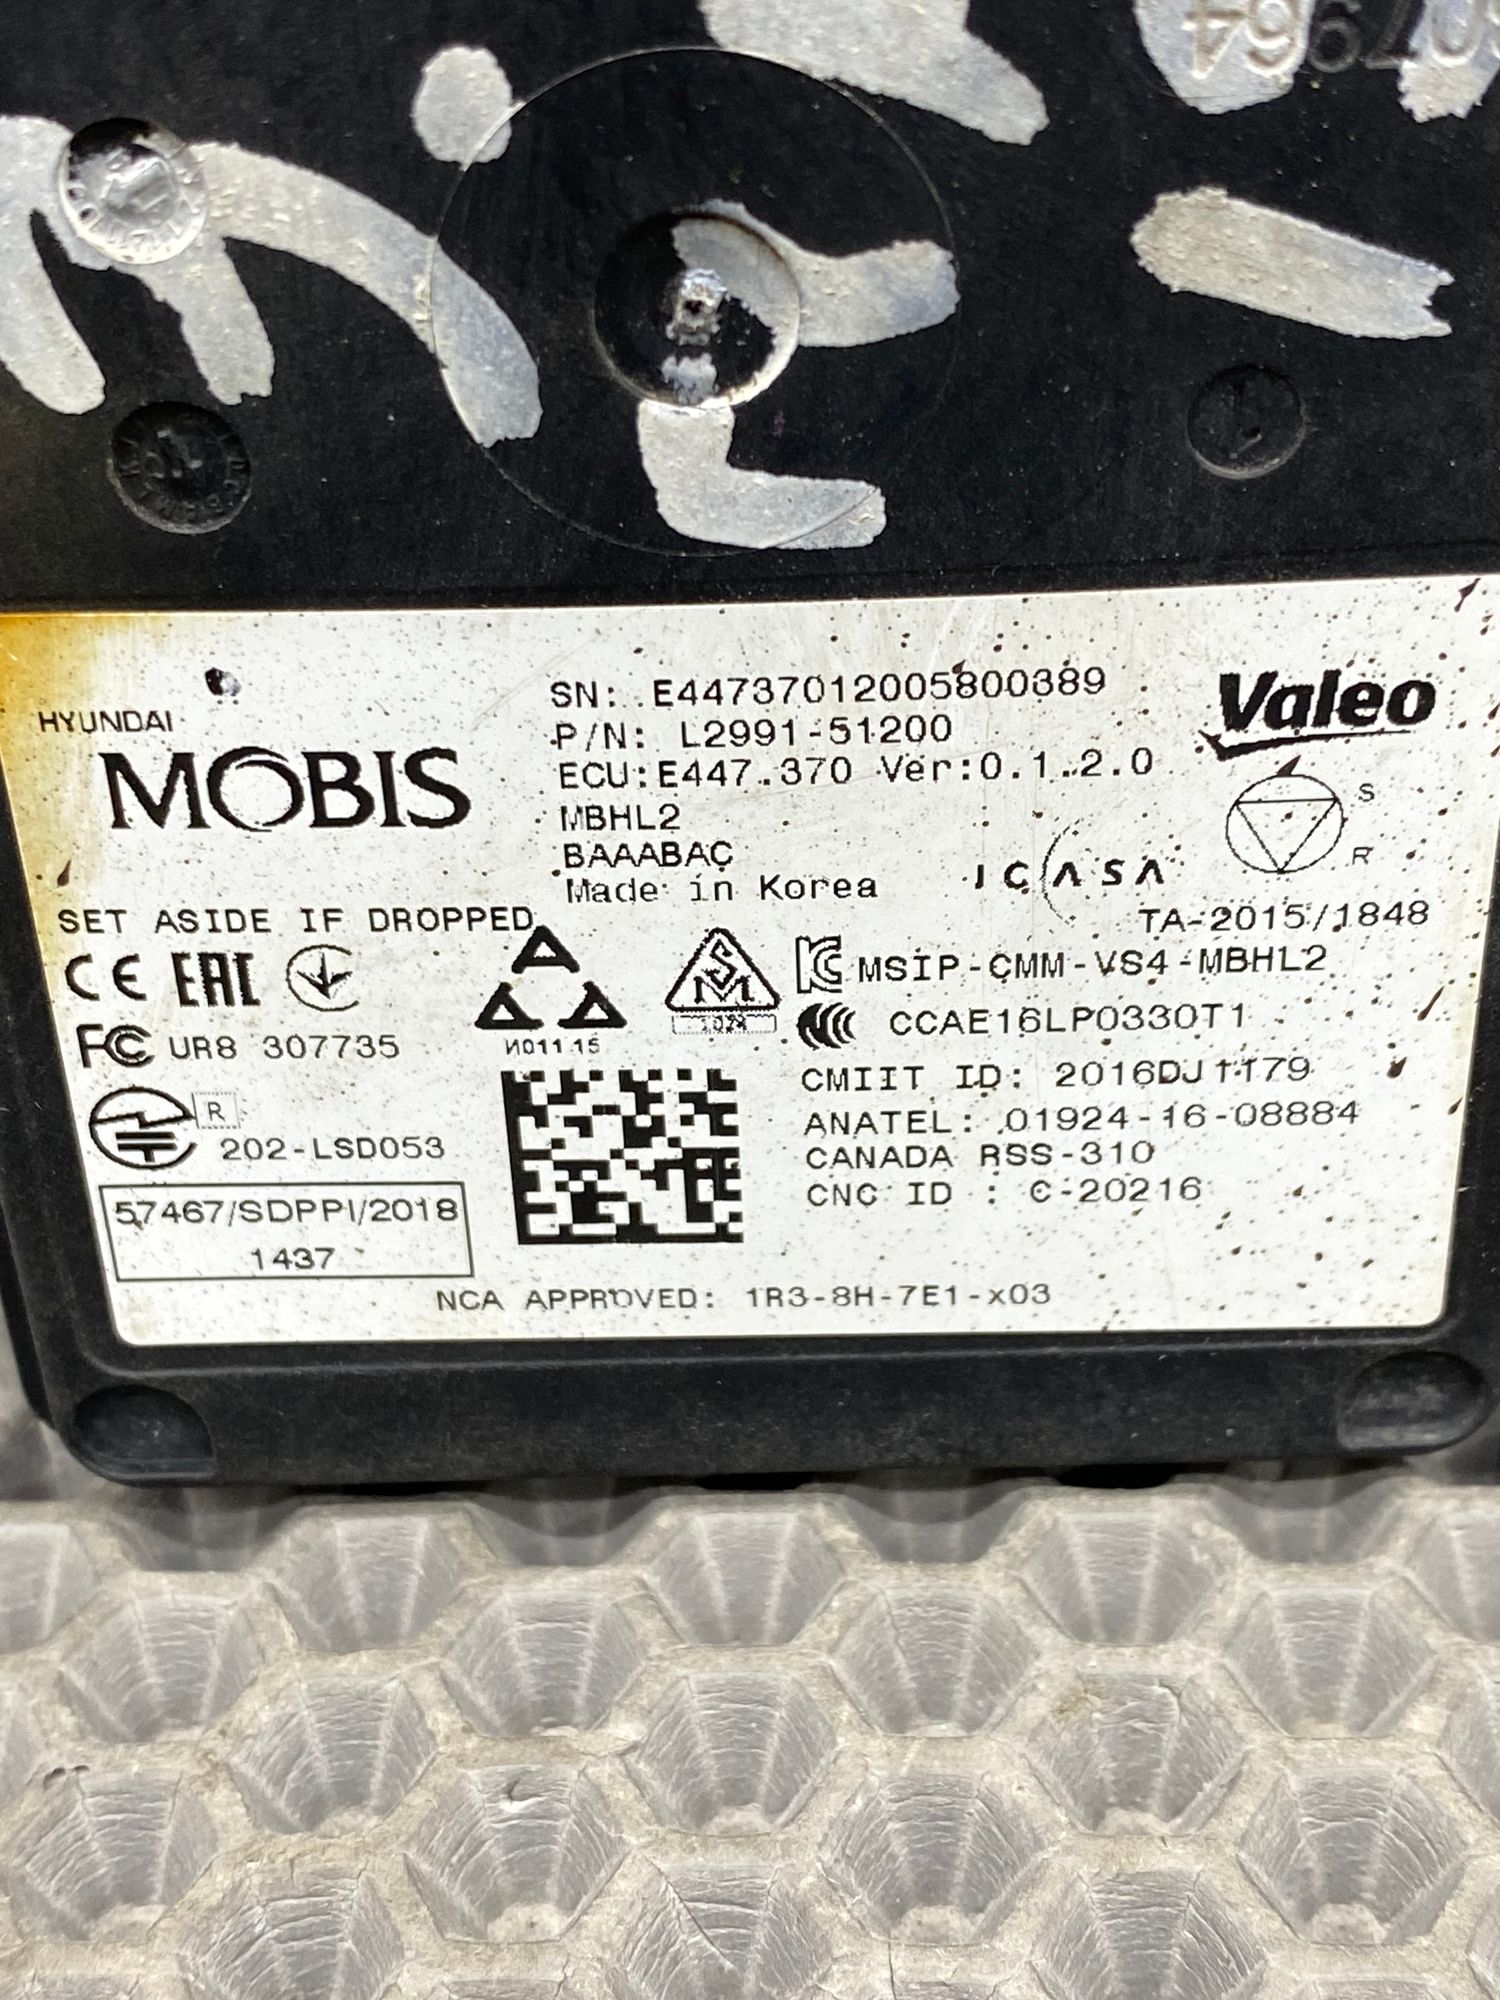 HYUNDAI
MOBIS
SN: E44737012005800389
P/N: L2991-51200
ECU:E447.370 Ver:0.1.2.0
MBHL2
BAAABAC
Made in Korea
Valeo
S
R
ICASA
TA-2015/1848
SET ASIDE IF DROPPED
CE EAC
И011 15
MSIP-CMM-VS4-MBHL2
FC UR8 307735
CCAE16LP0330T1
CMIIT ID: 2016DJ1179
R
202-LSD053
ANATEL: 01924-16-08884
CANADA RSS-310
CNC ID : C-20216
57467/SDPPI/2018
1437
NCA APPROVED: 1R3-8H-7E1-x03